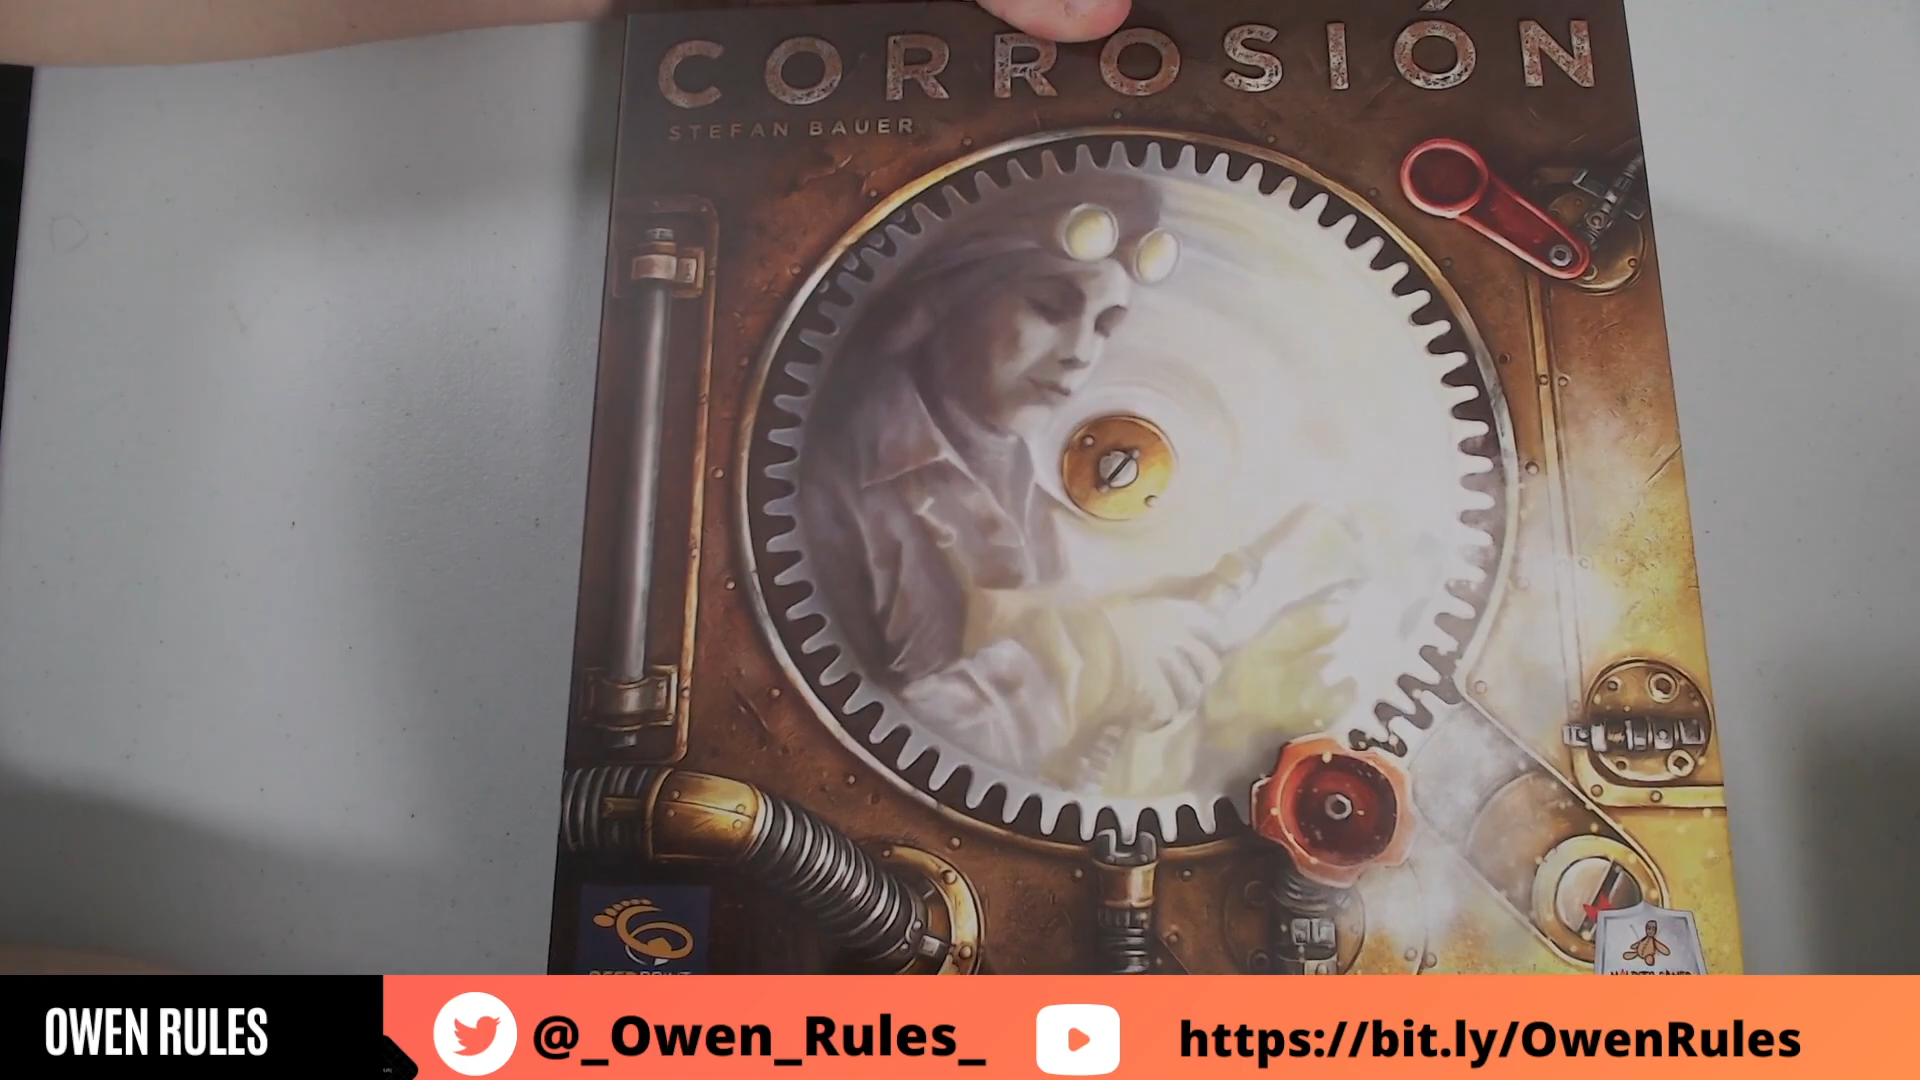 CORROSIÓN
STEFAN BAUER
OWEN RULES
@_Owen_Rules_
https://bit.ly/OwenRules